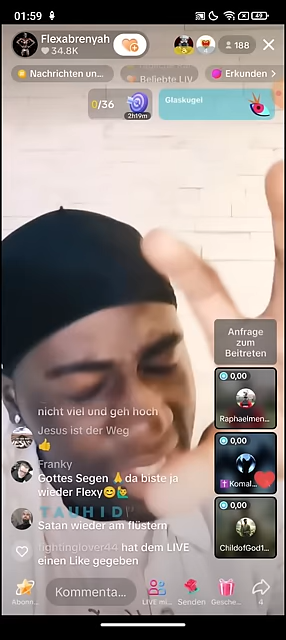 01:59
49
Flexabrenyah
34.8K
188
Nachrichten un...
Beliebte LIV
Erkunden >
0/36
2h19m
Glaskugel
Anfrage
zum
Beitreten
0,00
Raphaelmen...
0,00
Komal...
0,00
ChildofGod1...
nicht viel und geh hoch
Jesus ist der Weg
👍
Franky
Gottes Segen 🙏da biste ja
wieder Flexy😊🙋‍♂️
TAUHID
Satan wieder am flüstern
fightinglover44 hat dem LIVE
einen Like gegeben
Abonn...
Kommenta...
LIVE mi...
Senden
Gesche...
4